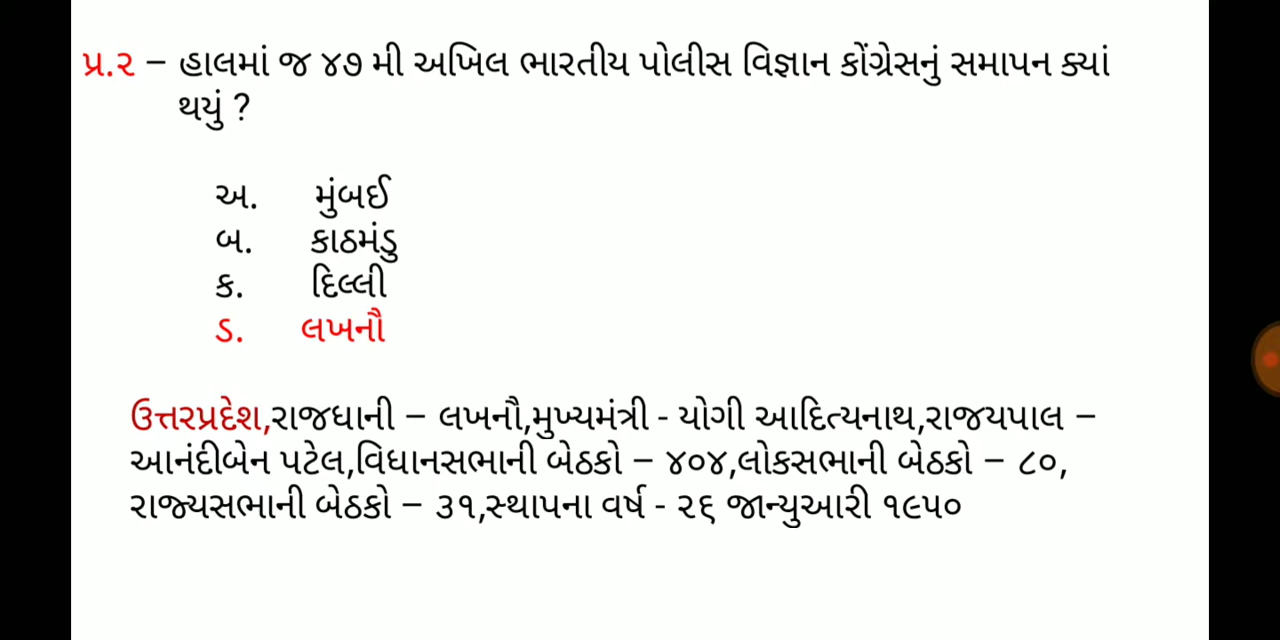 પ્ર.૨ – હાલમાં જ ૪૭ મી અખિલ ભારતીય પોલીસ વિજ્ઞાન કોંગ્રેસનું સમાપન ક્યાં
થયું ?
અ. મુંબઈ
બ. કાઠમંડુ
ક. દિલ્લી
ડ. લખનૌ
ઉત્તરપ્રદેશ,રાજધાની – લખનૌ,મુખ્યમંત્રી - યોગી આદિત્યનાથ,રાજયપાલ –
આનંદીબેન પટેલ,વિધાનસભાની બેઠકો – ૪૦૪,લોકસભાની બેઠકો – ૮૦,
રાજ્યસભાની બેઠકો – ૩૧,સ્થાપના વર્ષ - ૨૬ જાન્યુઆરી ૧૯૫૦